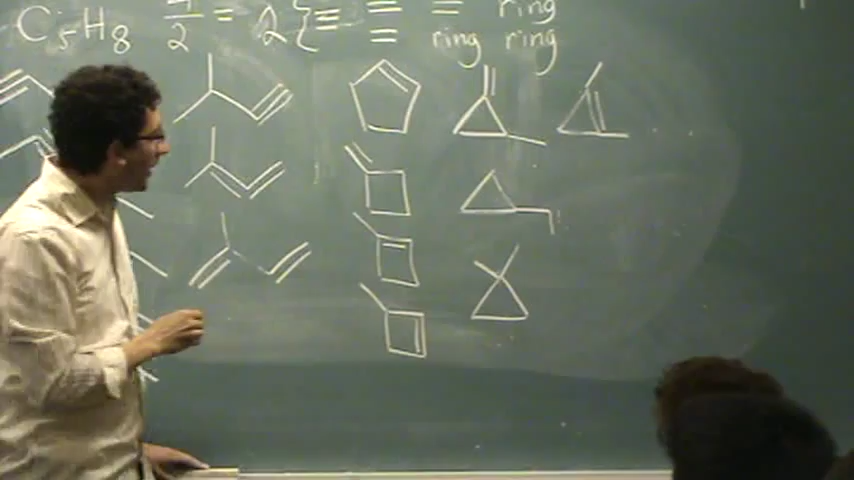 C₅H₈ 4/2 = 2 { ≡ = = ring
= ring ring